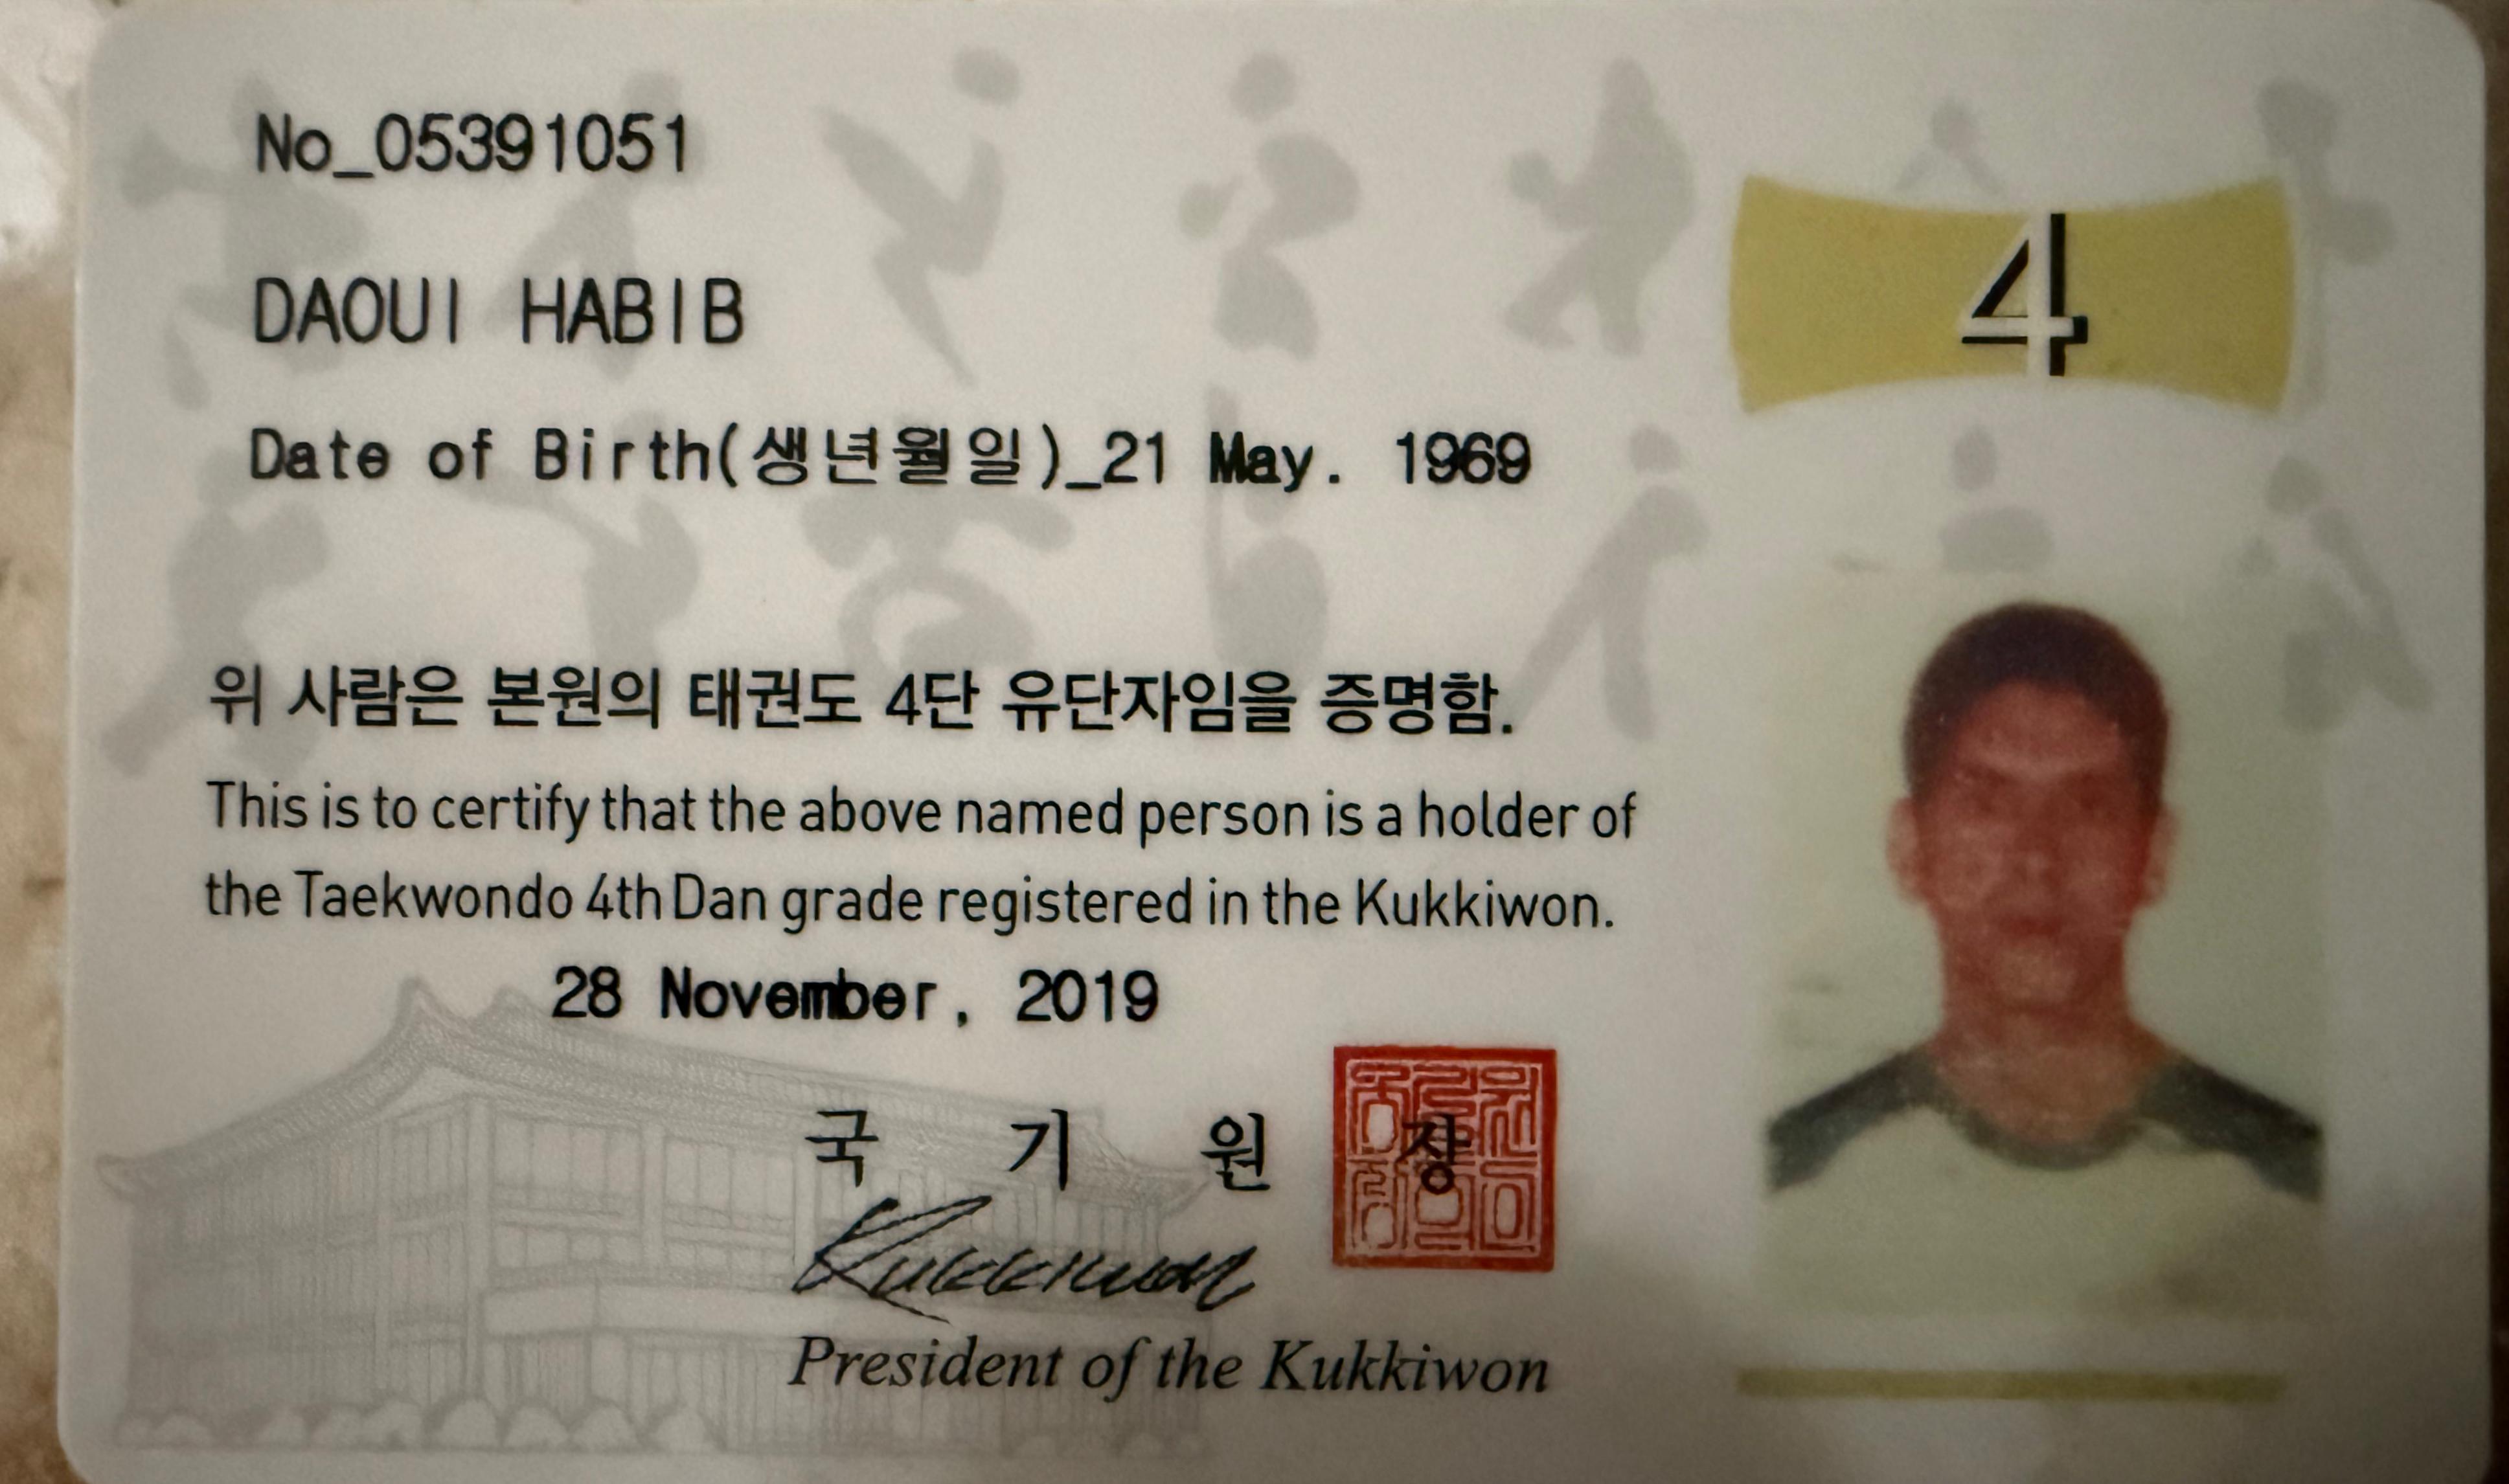 No_05391051
4
DAOUI HABIB
Date of Birth(생년월일)_21 May. 1969
위 사람은 본원의 태권도 4단 유단자임을 증명함.
This is to certify that the above named person is a holder of
the Taekwondo 4th Dan grade registered in the Kukkiwon.
28 November, 2019
국 기 원 장
Kukkiwon
President of the Kukkiwon